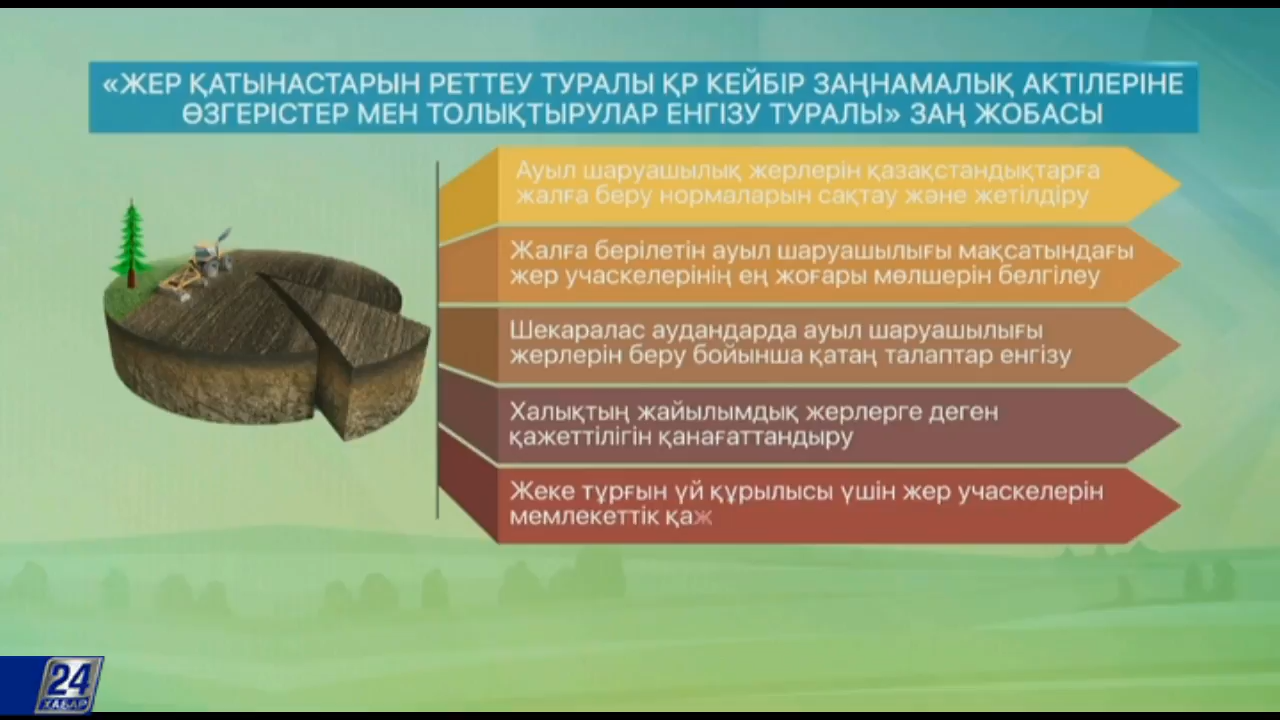 «ЖЕР ҚАТЫНАСТАРЫН РЕТТЕУ ТУРАЛЫ ҚР КЕЙБІР ЗАҢНАМАЛЫҚ АКТІЛЕРІНЕ
ӨЗГЕРІСТЕР МЕН ТОЛЫҚТЫРУЛАР ЕНГІЗУ ТУРАЛЫ» ЗАҢ ЖОБАСЫ
Ауыл шаруашылық жерлерін қазақстандықтарға
жалға беру нормаларын сақтау және жетілдіру
Жалға берілетін ауыл шаруашылығы мақсатындағы
жер учаскелерінің ең жоғары мөлшерін белгілеу
Шекаралас аудандарда ауыл шаруашылығы
жерлерін беру бойынша қатаң талаптар енгізу
Халықтың жайылымдық жерлерге деген
қажеттілігін қанағаттандыру
Жеке тұрғын үй құрылысы үшін жер учаскелерін
мемлекеттік қаж
24
ХАБАР